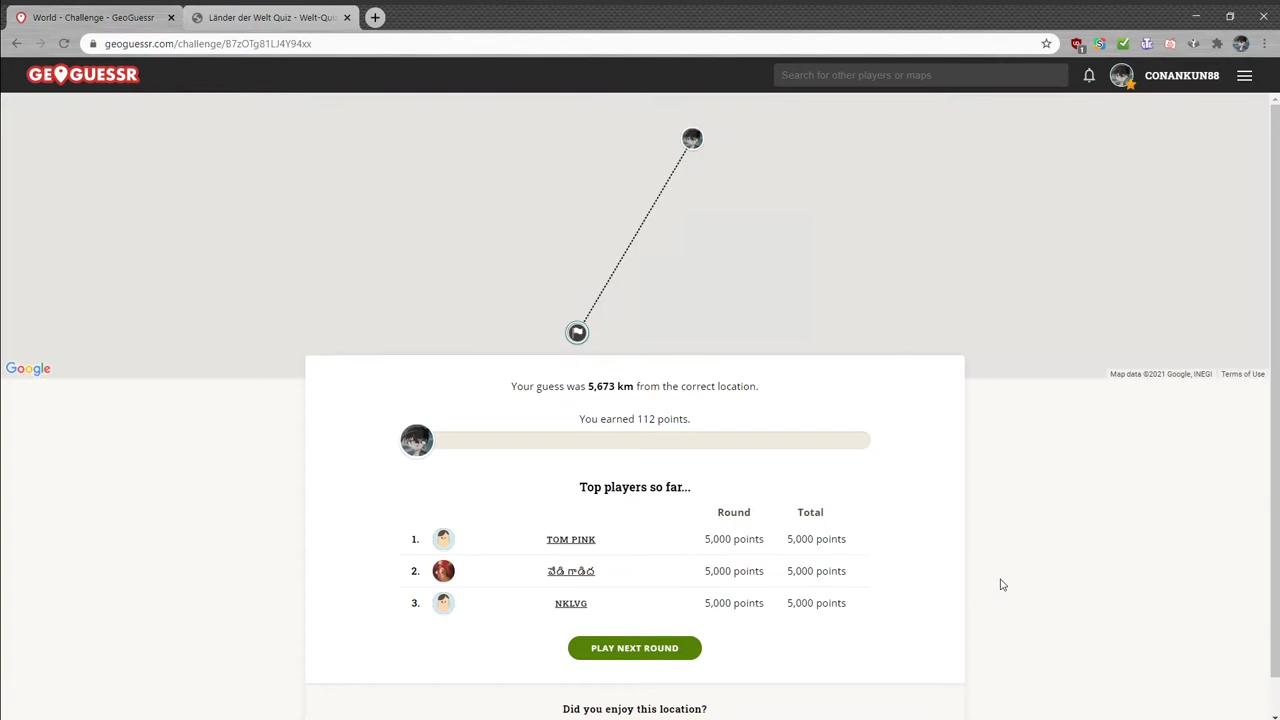 World - Challenge - GeoGuessr
Länder der Welt Quiz - Welt-Qui
geoguessr.com/challenge/B7zOTg81LJ4Y94xx
1
GEOGUESSR
Search for other players or maps
CONANKUN88
Google
Map data ©2021 Google, INEGI
Terms of Use
Your guess was 5,673 km from the correct location.
You earned 112 points.
Top players so far...
Round Total
1. TOM PINK 5,000 points 5,000 points
2. వేడి గాడిద 5,000 points 5,000 points
3. NKLVG 5,000 points 5,000 points
PLAY NEXT ROUND
Did you enjoy this location?